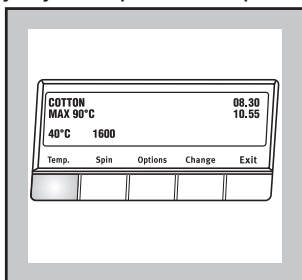 COTTON 08.30
MAX 90°C 10.55
40°C 1600
Temp. Spin Options Change Exit